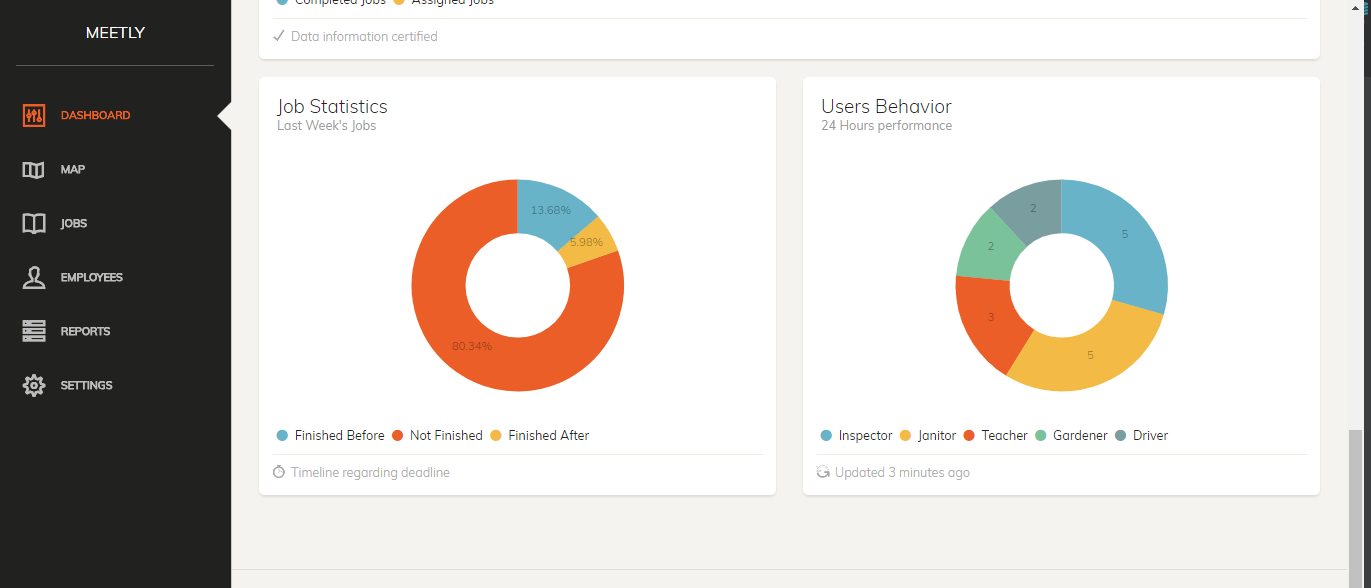 MEETLY
DASHBOARD
MAP
JOBS
EMPLOYEES
REPORTS
SETTINGS
Completed Jobs Assigned Jobs
Data information certified
Job Statistics
Last Week's Jobs
13.68%
5.98%
80.34%
Finished Before Not Finished Finished After
Timeline regarding deadline
Users Behavior
24 Hours performance
2
5
2
3
5
Inspector Janitor Teacher Gardener Driver
Updated 3 minutes ago